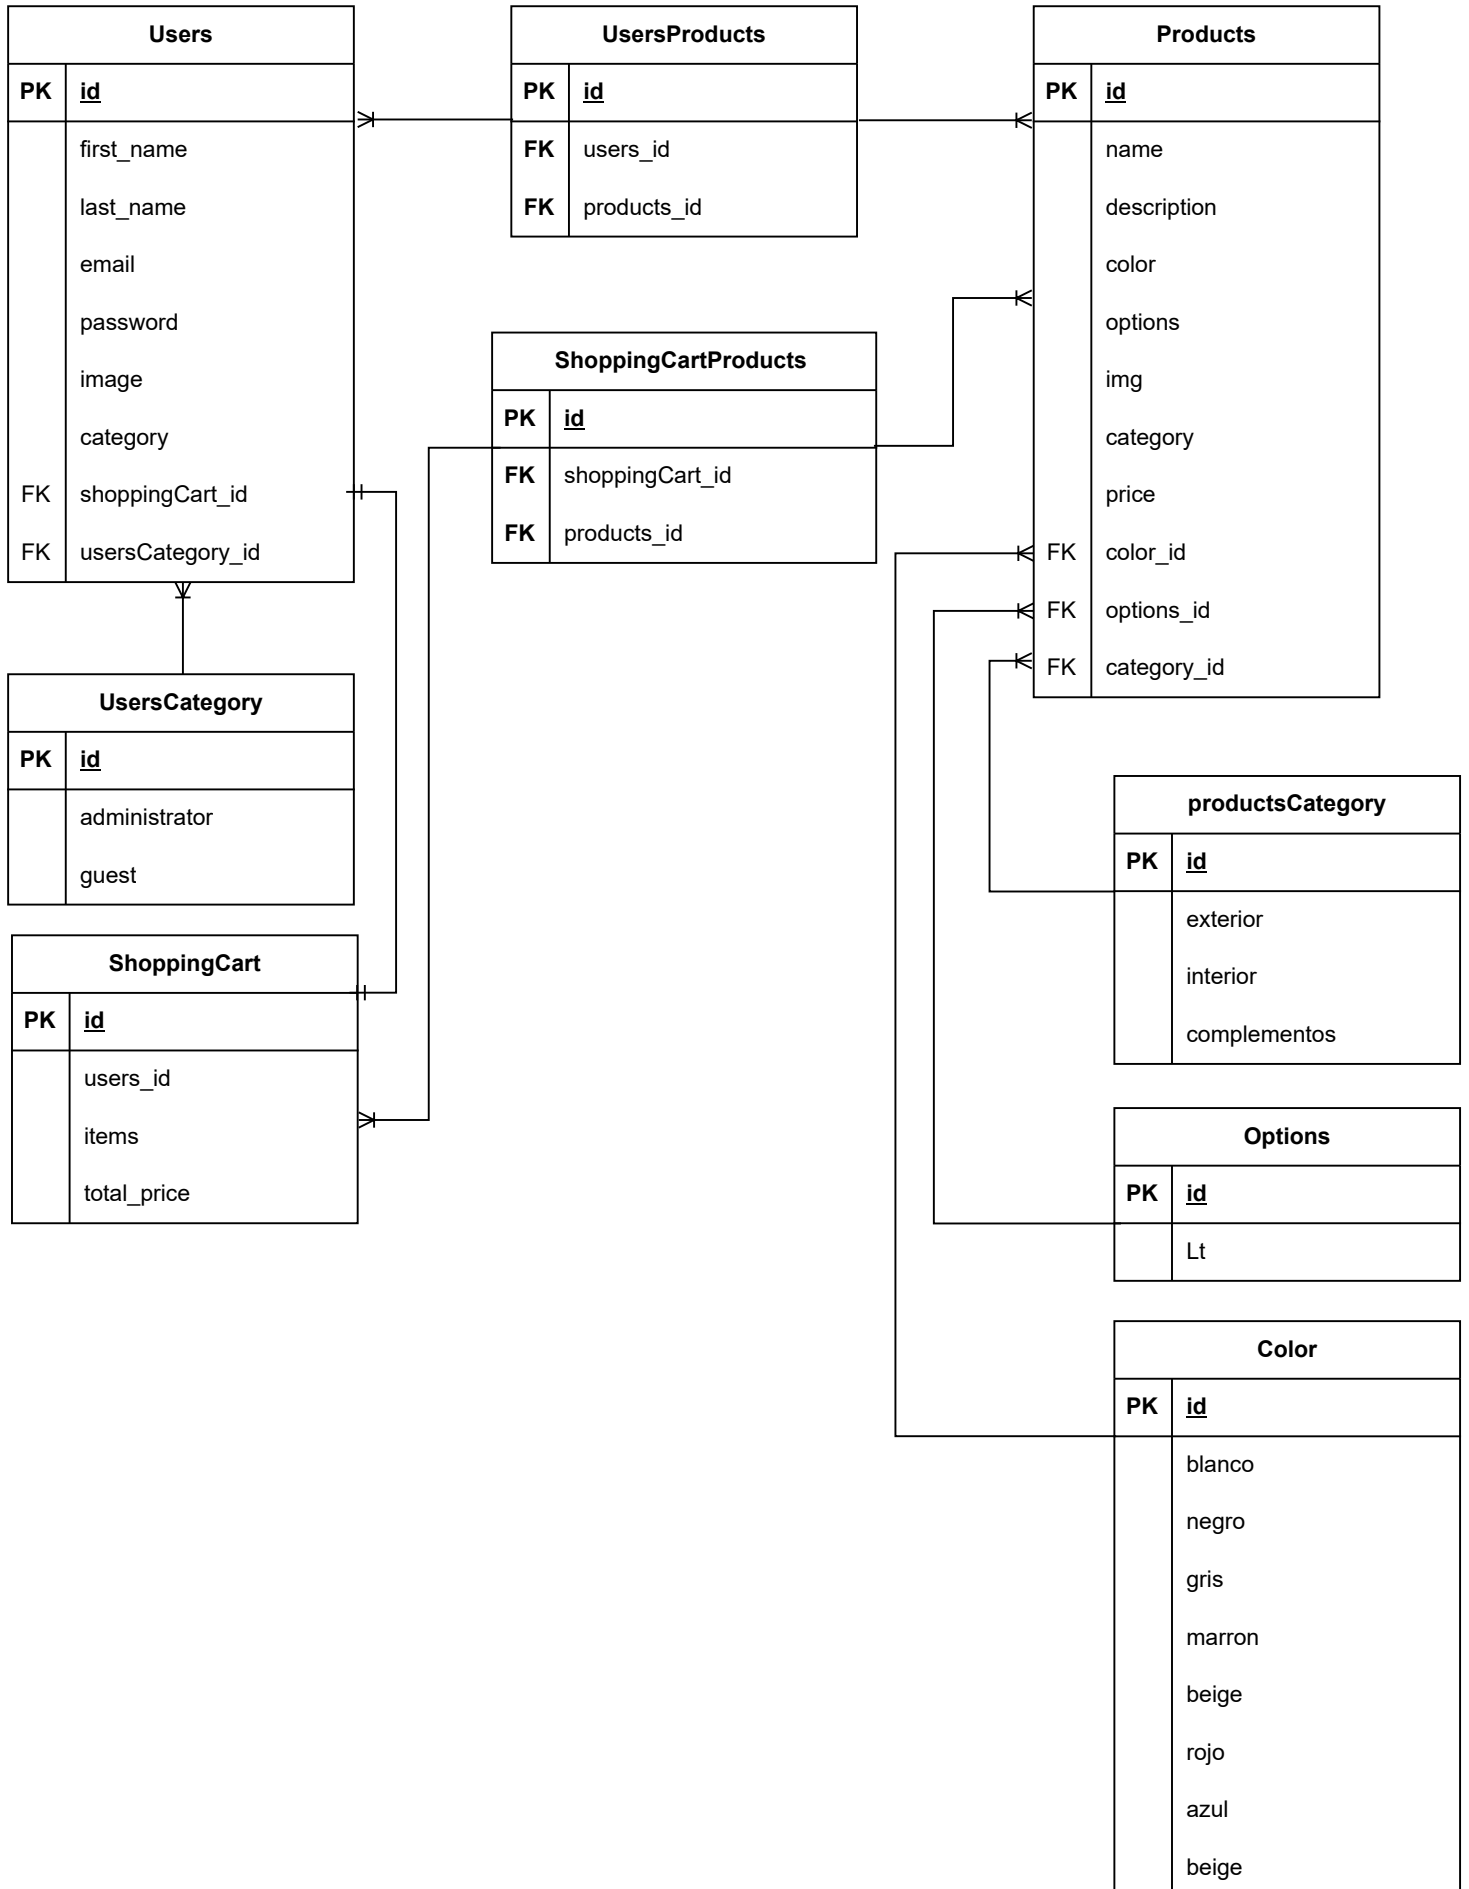 Users
PK id
first_name
last_name
email
password
image
category
FK shoppingCart_id
FK usersCategory_id
UsersProducts
PK id
FK users_id
FK products_id
Products
PK id
name
description
color
options
img
category
price
FK color_id
FK options_id
FK category_id
ShoppingCartProducts
PK id
FK shoppingCart_id
FK products_id
UsersCategory
PK id
administrator
guest
ShoppingCart
PK id
users_id
items
total_price
productsCategory
PK id
exterior
interior
complementos
Options
PK id
Lt
Color
PK id
blanco
negro
gris
marron
beige
rojo
azul
beige